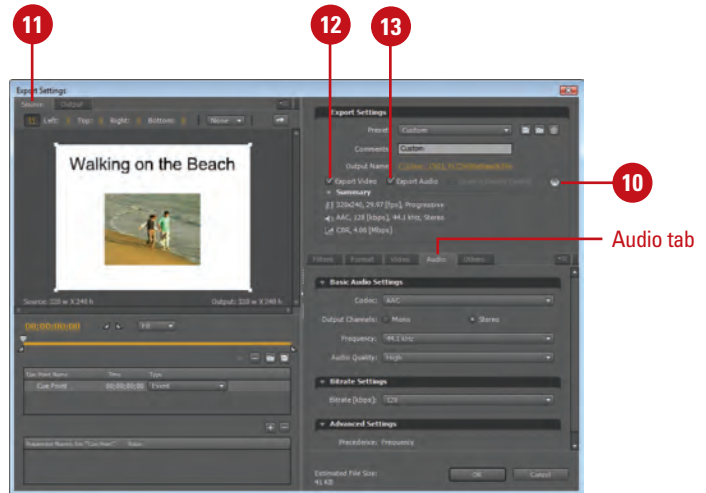 11
12
13
Export Settings
Source Output
Left: Top: Right: Bottom: None
Walking on the Beach
Source: 320 w X 240 h Output: 320 w X 240 h
00;00;00;00 Fit
Cue Point Name Time Type
Cue Point 00;00;00;00 Event
Export Settings
Preset: Custom
Comments: Custom
Output Name:
Export Video Export Audio
10
Summary
320x240, 29.97 [fps], Progressive
AAC, 128 [kbps], 44.1 kHz, Stereo
CBR, 4.00 [Mbps]
Audio tab
Filters Format Video Audio Others
Basic Audio Settings
Codec: AAC
Output Channels: Mono Stereo
Frequency: 44.1 kHz
Audio Quality: High
Bitrate Settings
Bitrate [kbps]: 128
Advanced Settings
Precedence: Frequency
Estimated File Size:
41 KB
OK Cancel